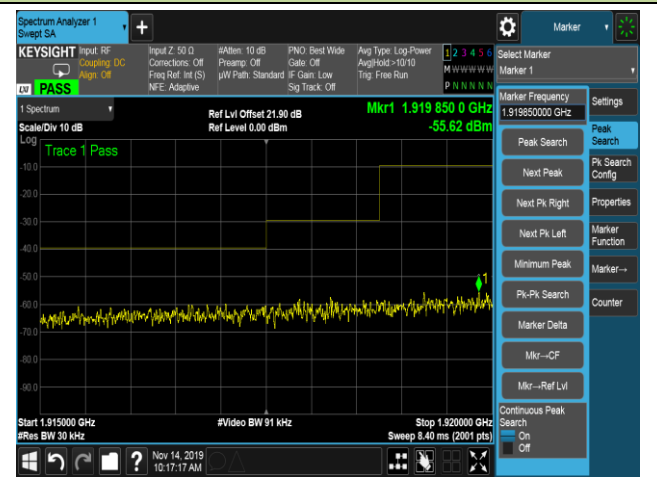 Spectrum Analyzer 1
Swept SA
Marker
KEYSIGHT Input: RF
Coupling: DC
Align: Off
Input Z: 50 Ω
Corrections: Off
Freq Ref: Int (S)
NFE: Adaptive
#Atten: 10 dB
Preamp: Off
µW Path: Standard
PNO: Best Wide
Gate: Off
IF Gain: Low
Sig Track: Off
Avg Type: Log-Power
Avg|Hold:>10/10
Trig: Free Run
1 2 3 4 5 6
M W W W W W
P N N N N N
LXI PASS
Select Marker
Marker 1
1 Spectrum
Scale/Div 10 dB
Log
Ref Lvl Offset 21.90 dB
Ref Level 0.00 dBm
Mkr1 1.919 850 0 GHz
-55.62 dBm
Trace 1 Pass
-10.0
-20.0
-30.0
-40.0
-50.0
-60.0
-70.0
-80.0
-90.0
1
Start 1.915000 GHz
#Res BW 30 kHz
#Video BW 91 kHz
Stop 1.920000 GHz
Sweep 8.40 ms (2001 pts)
Marker Frequency
1.919850000 GHz
Peak Search
Next Peak
Next Pk Right
Next Pk Left
Minimum Peak
Pk-Pk Search
Marker Delta
Mkr→CF
Mkr→Ref Lvl
Continuous Peak
Search
On
Off
Settings
Peak
Search
Pk Search
Config
Properties
Marker
Function
Marker→
Counter
?
Nov 14, 2019
10:17:17 AM